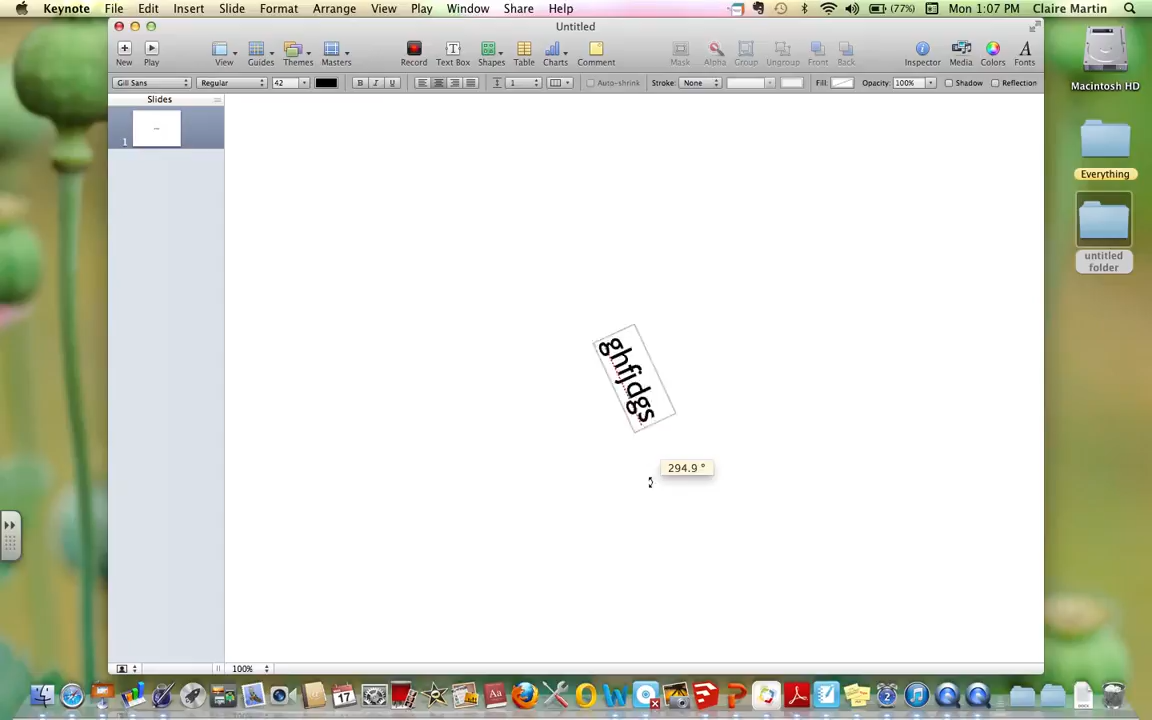 Keynote File Edit Insert Slide Format Arrange View Play Window Share Help (77%) Mon 1:07 PM Claire Martin
Untitled
New Play View Guides Themes Masters Record Text Box Shapes Table Charts Comment Mask Alpha Group Ungroup Front Back Inspector Media Colors Fonts
Gill Sans Regular 42 B I U 1 Auto-shrink Stroke: None Fill: Opacity: 100% Shadow Reflection
Slides
1
Macintosh HD
Everything
untitled
folder
ghfjdgs
294.9 °
100%
17
2